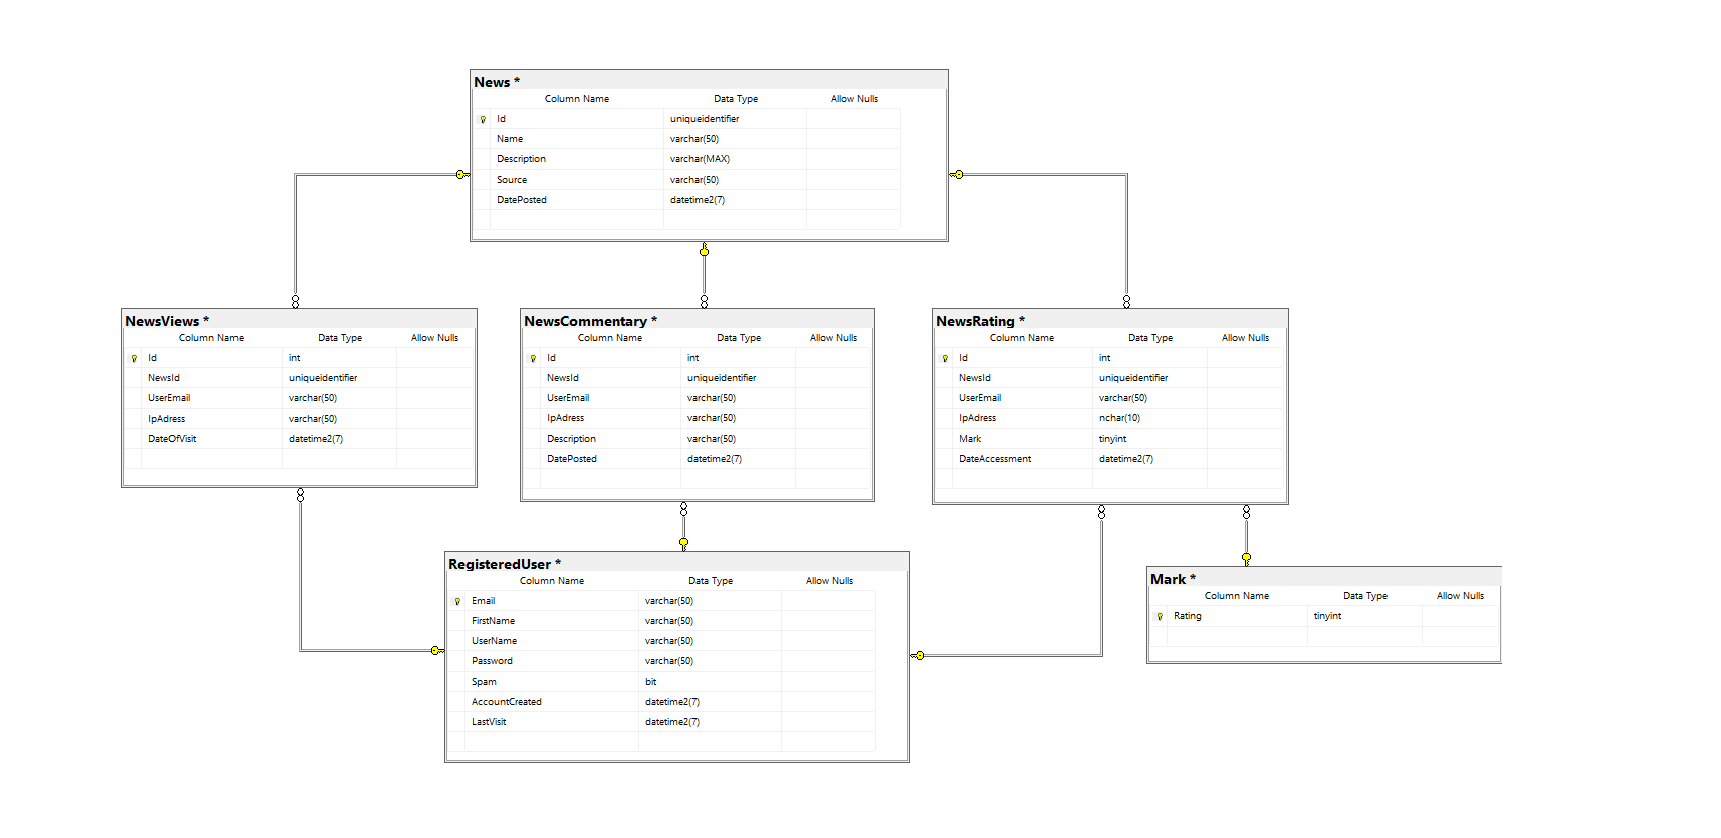 News *
Column Name Data Type Allow Nulls
Id uniqueidentifier
Name varchar(50)
Description varchar(MAX)
Source varchar(50)
DatePosted datetime2(7)
NewsViews *
Column Name Data Type Allow Nulls
Id int
NewsId uniqueidentifier
UserEmail varchar(50)
IpAdress varchar(50)
DateOfVisit datetime2(7)
NewsCommentary *
Column Name Data Type Allow Nulls
Id int
NewsId uniqueidentifier
UserEmail varchar(50)
IpAdress varchar(50)
Description varchar(50)
DatePosted datetime2(7)
NewsRating *
Column Name Data Type Allow Nulls
Id int
NewsId uniqueidentifier
UserEmail varchar(50)
IpAdress nchar(10)
Mark tinyint
DateAccessment datetime2(7)
RegisteredUser *
Column Name Data Type Allow Nulls
Email varchar(50)
FirstName varchar(50)
UserName varchar(50)
Password varchar(50)
Spam bit
AccountCreated datetime2(7)
LastVisit datetime2(7)
Mark *
Column Name Data Type Allow Nulls
Rating tinyint